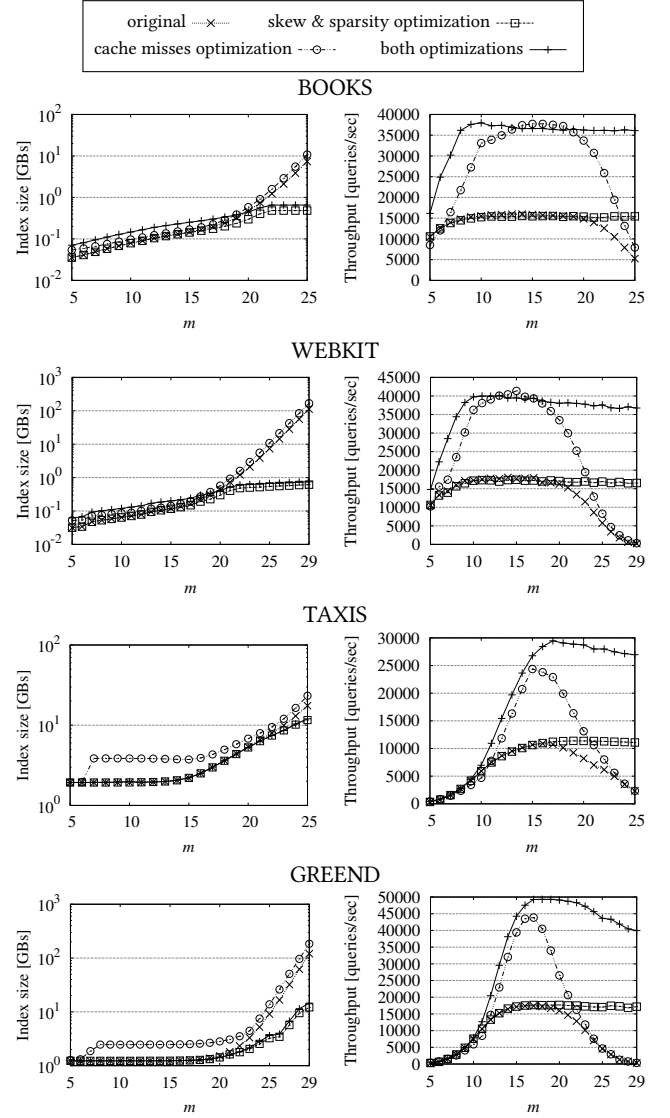 original skew & sparsity optimization
cache misses optimization both optimizations
BOOKS
Index size [GBs]
10^2
10^1
10^0
10^-1
10^-2
5 10 15 20 25
m
Throughput [queries/sec]
40000
35000
30000
25000
20000
15000
10000
5000
0
5 10 15 20 25
m
WEBKIT
Index size [GBs]
10^3
10^2
10^1
10^0
10^-1
10^-2
5 10 15 20 25 29
m
Throughput [queries/sec]
45000
40000
35000
30000
25000
20000
15000
10000
5000
0
5 10 15 20 25 29
m
TAXIS
Index size [GBs]
10^2
10^1
10^0
5 10 15 20 25
m
Throughput [queries/sec]
30000
25000
20000
15000
10000
5000
0
5 10 15 20 25
m
GREEND
Index size [GBs]
10^3
10^2
10^1
10^0
5 10 15 20 25 29
m
Throughput [queries/sec]
50000
45000
40000
35000
30000
25000
20000
15000
10000
5000
0
5 10 15 20 25 29
m